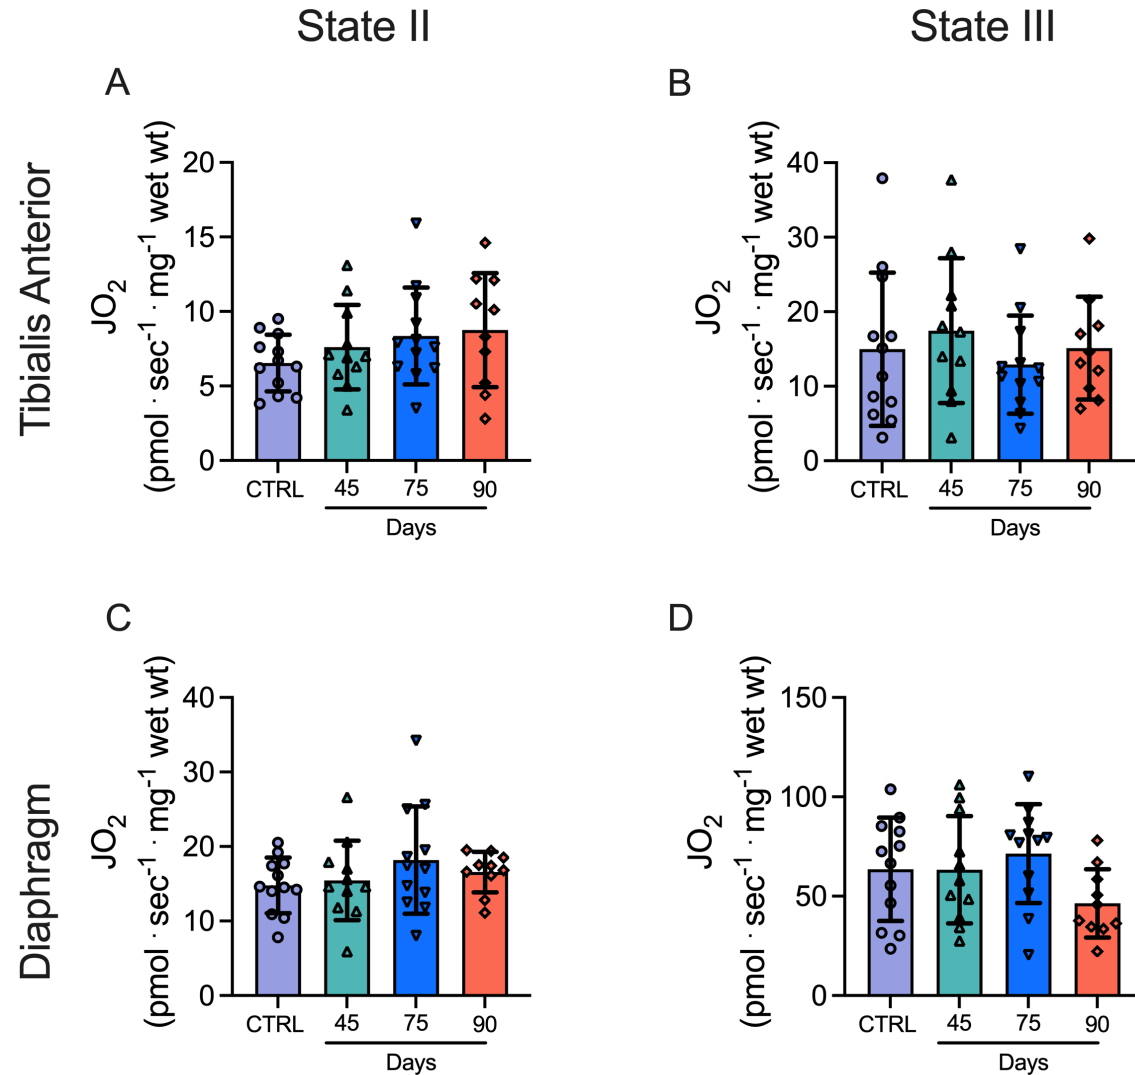 State II
State III
Tibialis Anterior
A
JO2
(pmol · sec-1 · mg-1 wet wt)
20
15
10
5
0
CTRL 45 75 90
Days
B
JO2
(pmol · sec-1 · mg-1 wet wt)
40
30
20
10
0
CTRL 45 75 90
Days
Diaphragm
C
JO2
(pmol · sec-1 · mg-1 wet wt)
40
30
20
10
0
CTRL 45 75 90
Days
D
JO2
(pmol · sec-1 · mg-1 wet wt)
150
100
50
0
CTRL 45 75 90
Days